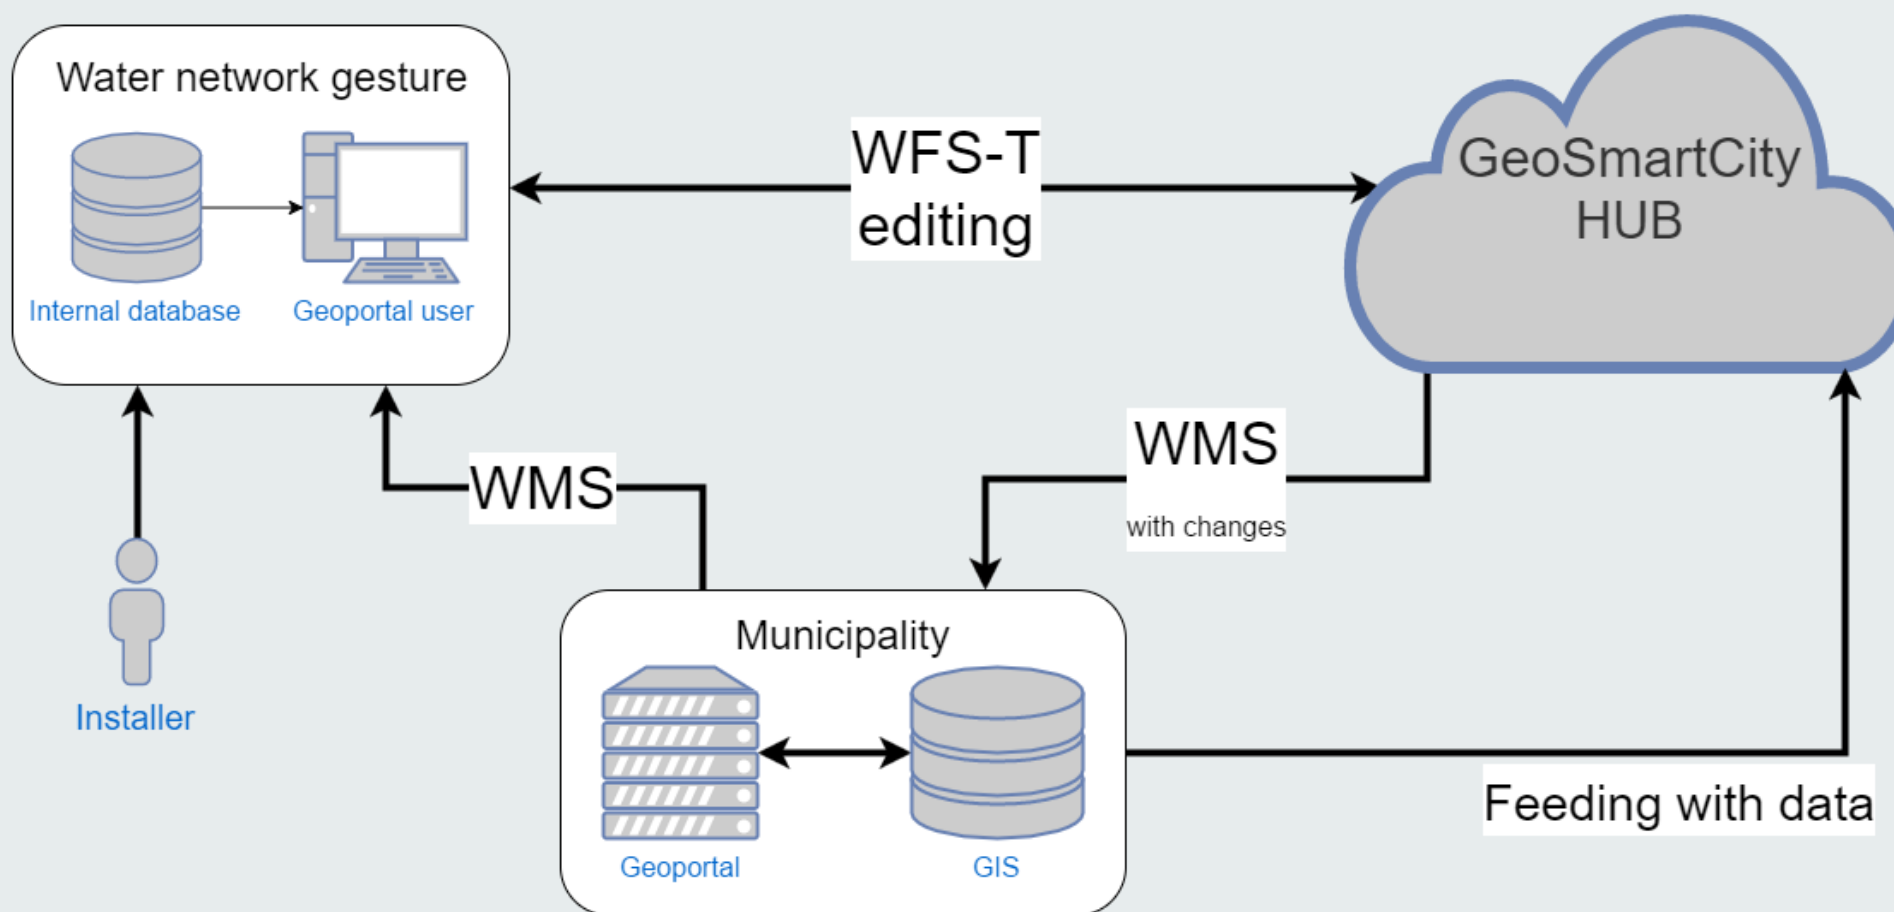 Water network gesture
Internal database
Geoportal user
WFS-T
editing
GeoSmartCity
HUB
WMS
WMS
with changes
Installer
Municipality
Geoportal
GIS
Feeding with data